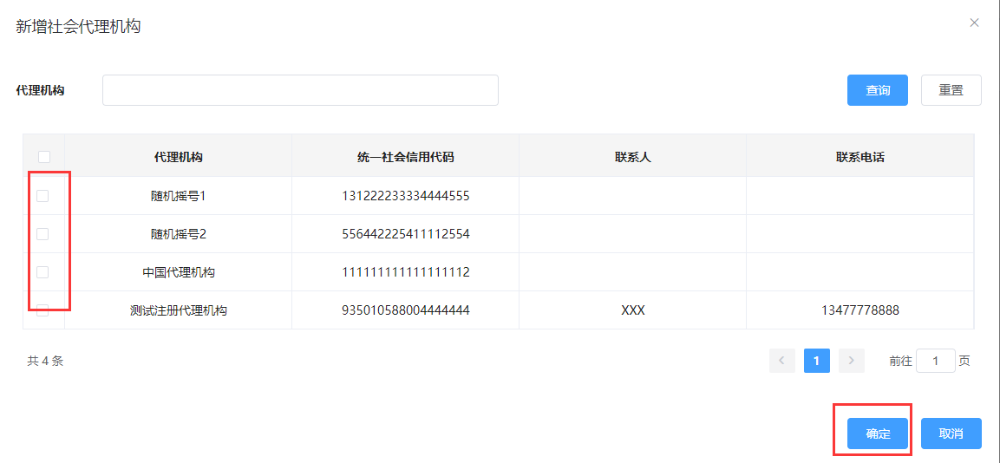 新增社会代理机构
代理机构 查询 重置
代理机构 统一社会信用代码 联系人 联系电话
随机摇号1 131222233334444555
随机摇号2 556442225411112554
中国代理机构 111111111111111112
测试注册代理机构 935010588004444444 XXX 13477778888
共 4 条 1 前往 1 页
确定 取消